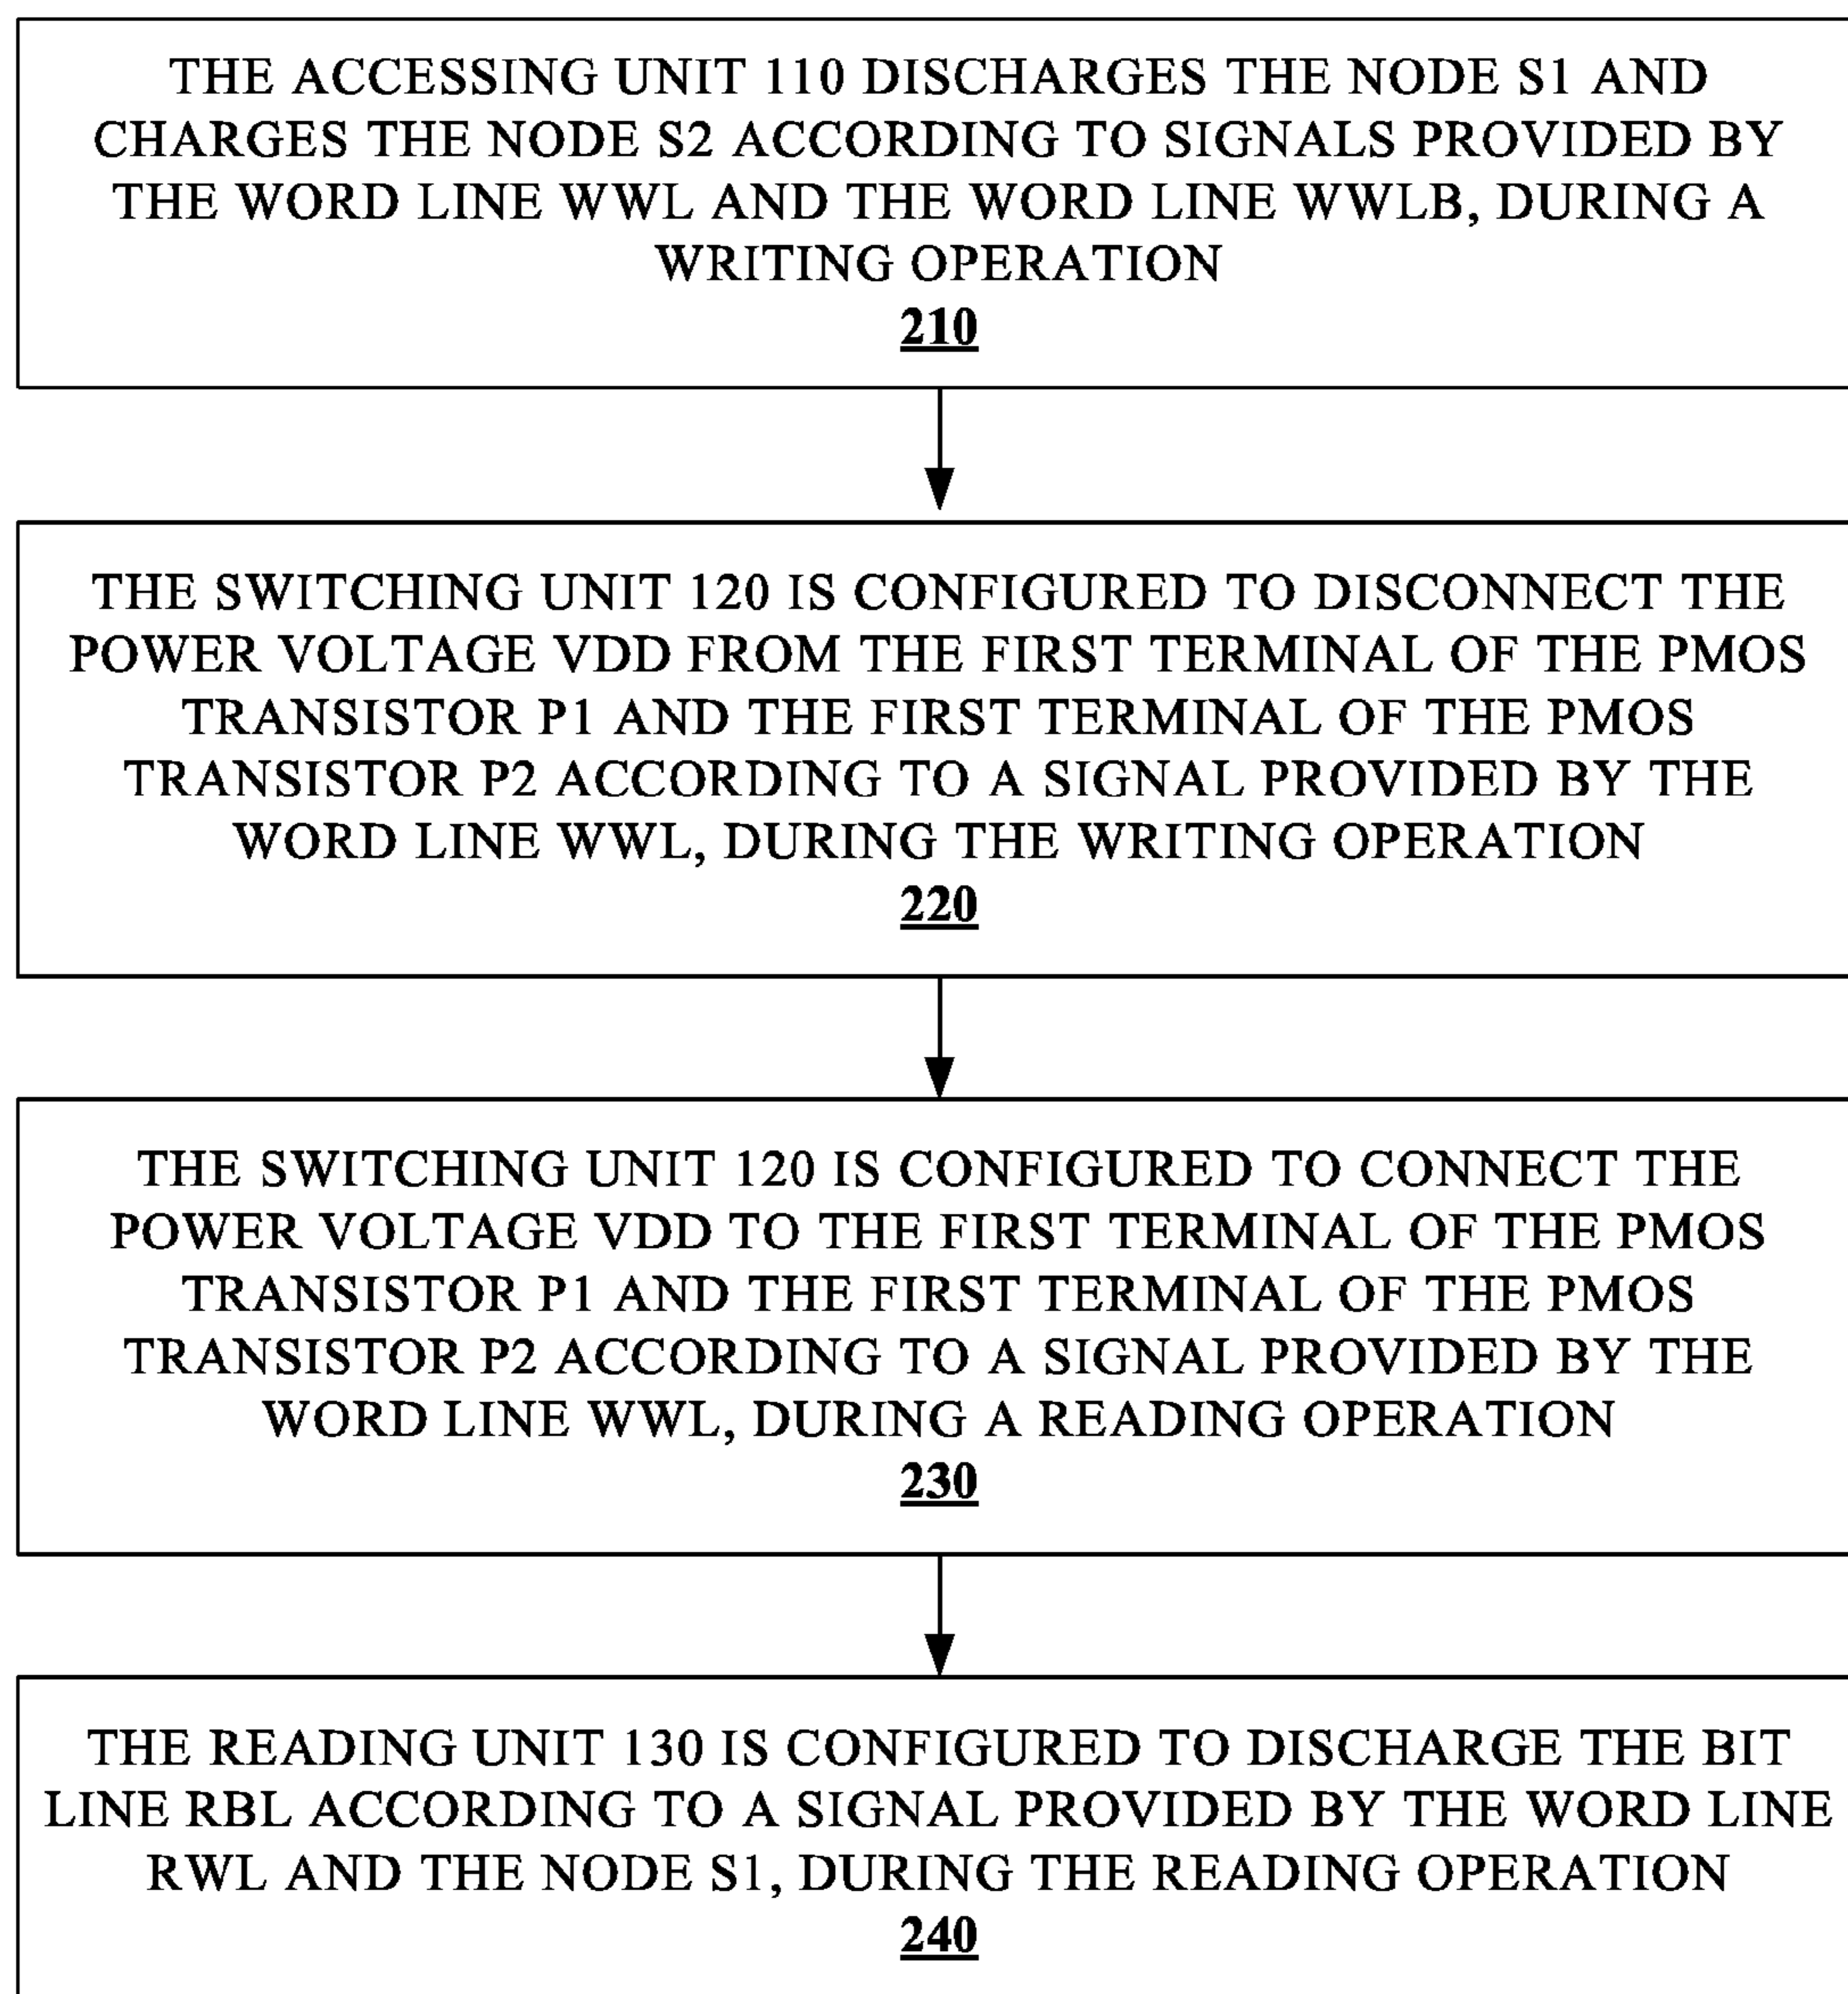 THE ACCESSING UNIT 110 DISCHARGES THE NODE S1 AND
CHARGES THE NODE S2 ACCORDING TO SIGNALS PROVIDED BY
THE WORD LINE WWL AND THE WORD LINE WWLB, DURING A
WRITING OPERATION
210
THE SWITCHING UNIT 120 IS CONFIGURED TO DISCONNECT THE
POWER VOLTAGE VDD FROM THE FIRST TERMINAL OF THE PMOS
TRANSISTOR P1 AND THE FIRST TERMINAL OF THE PMOS
TRANSISTOR P2 ACCORDING TO A SIGNAL PROVIDED BY THE
WORD LINE WWL, DURING THE WRITING OPERATION
220
THE SWITCHING UNIT 120 IS CONFIGURED TO CONNECT THE
POWER VOLTAGE VDD TO THE FIRST TERMINAL OF THE PMOS
TRANSISTOR P1 AND THE FIRST TERMINAL OF THE PMOS
TRANSISTOR P2 ACCORDING TO A SIGNAL PROVIDED BY THE
WORD LINE WWL, DURING A READING OPERATION
230
THE READING UNIT 130 IS CONFIGURED TO DISCHARGE THE BIT
LINE RBL ACCORDING TO A SIGNAL PROVIDED BY THE WORD LINE
RWL AND THE NODE S1, DURING THE READING OPERATION
240